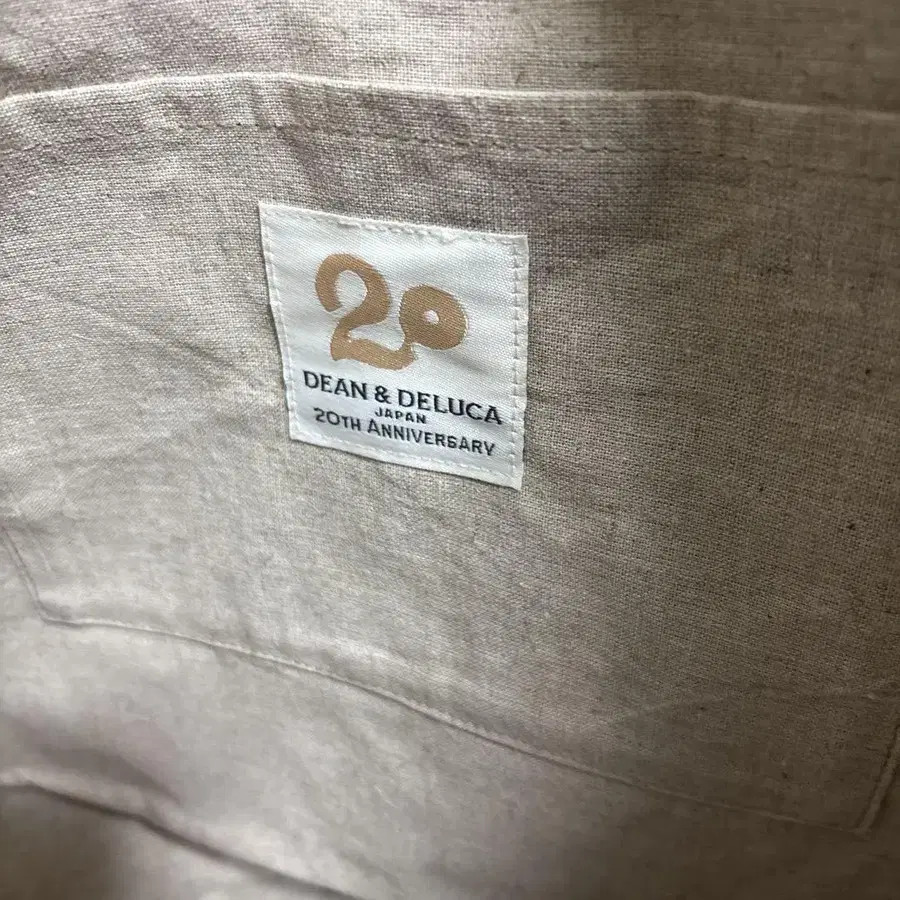 20
DEAN & DELUCA
JAPAN
20TH ANNIVERSARY